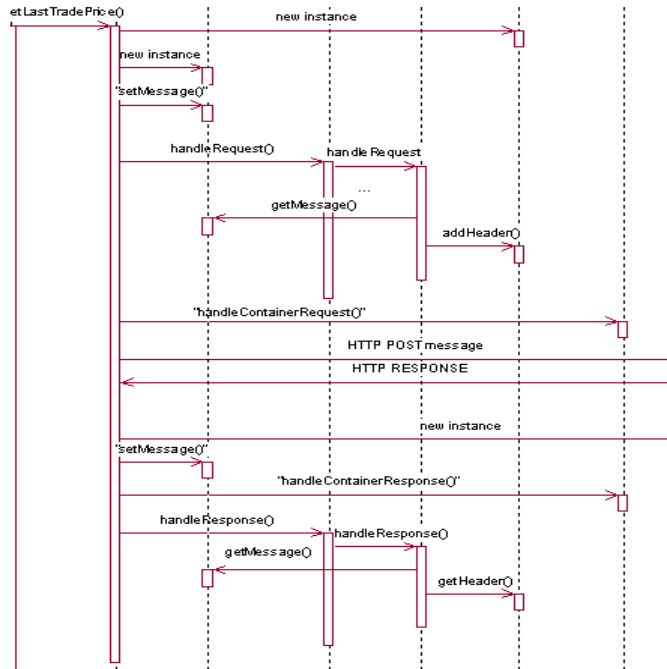 etLastTradePrice()
new instance
new instance
"setMessage()"
handleRequest()
handleRequest
...
getMessage()
addHeader()
"handleContainerRequest()"
HTTP POST message
HTTP RESPONSE
new instance
"setMessage()"
"handleContainerResponse()"
handleResponse()
handleResponse()
getMessage()
getHeader()